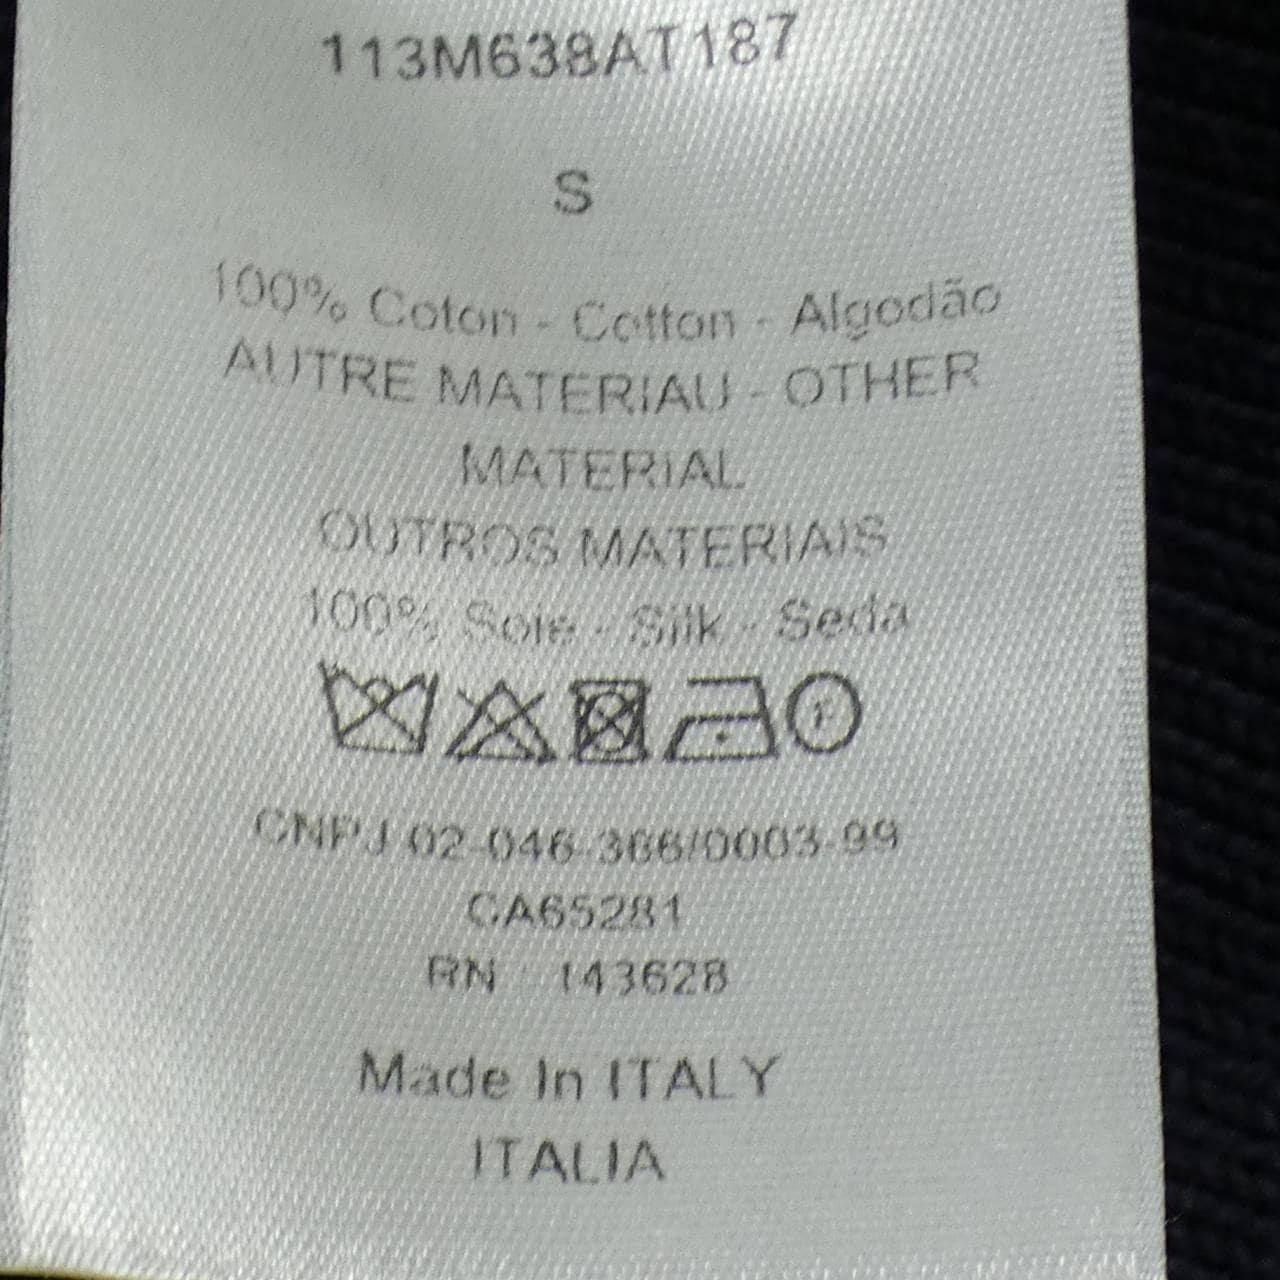 113M638AT187
S
100% Coton - Cotton - Algodão
AUTRE MATERIAU - OTHER
MATERIAL
OUTROS MATERIAIS
100% Soie - Silk - Seda
F
CNPJ 02-046-366/0003-99
CA65281
RN 143628
Made In ITALY
ITALIA